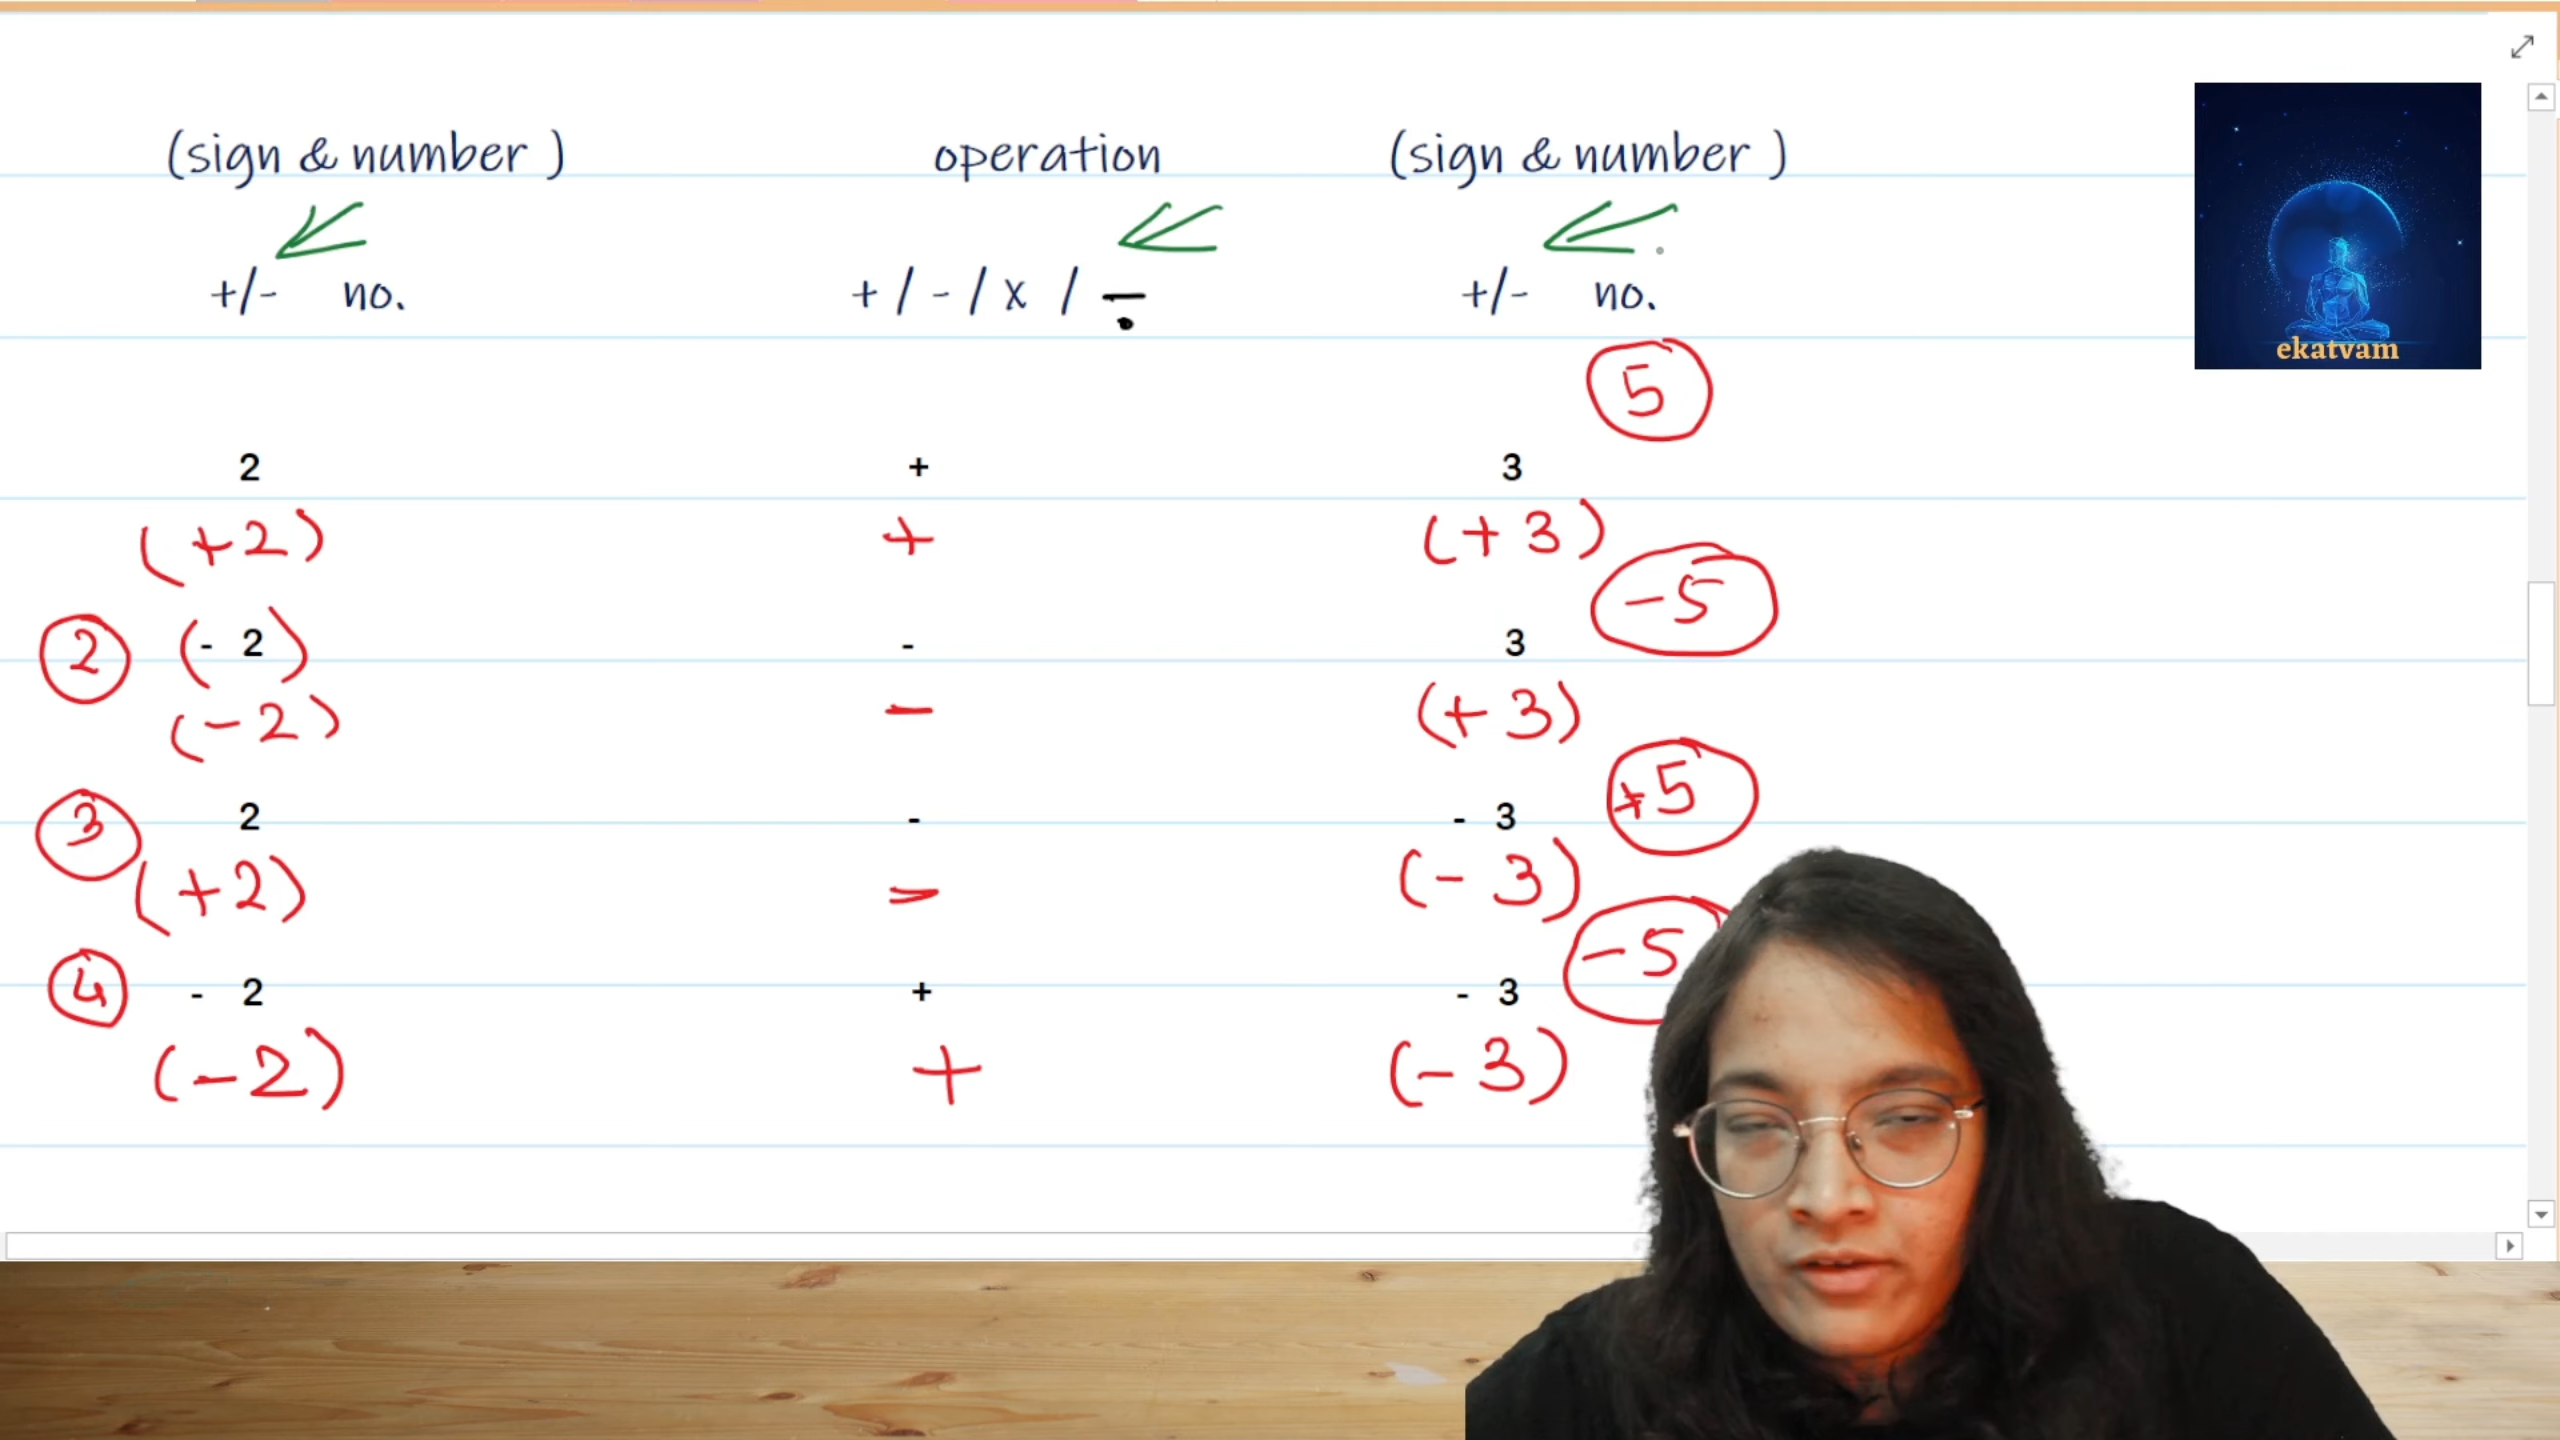 (sign & number ) operation (sign & number )
+/- no. + / - / x / ÷ +/- no.
5
2 + 3
(+2) + (+3)
-5
2 (- 2) - 3
(-2) - (+3)
+5
3 2 - - 3
(+2) - (-3)
-5
4 - 2 + - 3
(-2) + (-3)
ekatvam